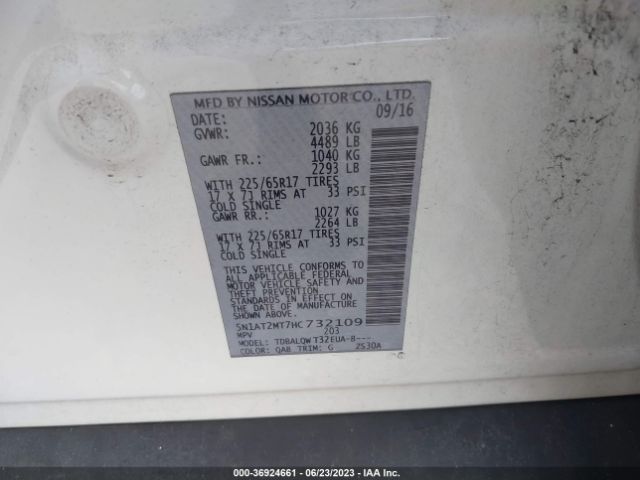 MFD BY NISSAN MOTOR CO., LTD.
DATE: 09/16
GVWR: 2036 KG
4489 LB
GAWR FR.: 1040 KG
2293 LB
WITH 225/65R17 TIRES
17 X 7J RIMS AT 33 PSI
COLD SINGLE
GAWR RR.: 1027 KG
2264 LB
WITH 225/65R17 TIRES
17 X 7J RIMS AT 33 PSI
COLD SINGLE
THIS VEHICLE CONFORMS TO
ALL APPLICABLE FEDERAL
MOTOR VEHICLE SAFETY AND
THEFT PREVENTION
STANDARDS IN EFFECT ON
THE DATE OF MANUFACTURE
SHOWN ABOVE.
5N1AT2MT7HC732109
MPV 203
MODEL: TDBALQW T32EUA-B---
COLOR: QAB TRIM: G 2S30A
000-36924661 - 06/23/2023 - IAA Inc.